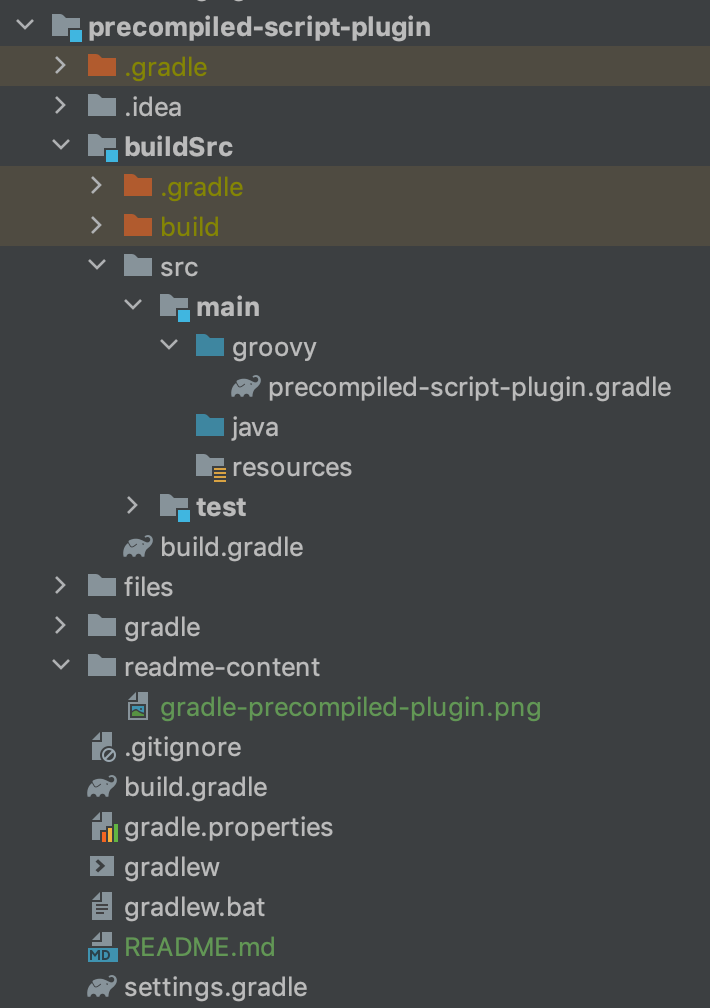 precompiled-script-plugin
.gradle
.idea
buildSrc
.gradle
build
src
main
groovy
precompiled-script-plugin.gradle
java
resources
test
build.gradle
files
gradle
readme-content
gradle-precompiled-plugin.png
.gitignore
build.gradle
gradle.properties
gradlew
gradlew.bat
MD README.md
settings.gradle